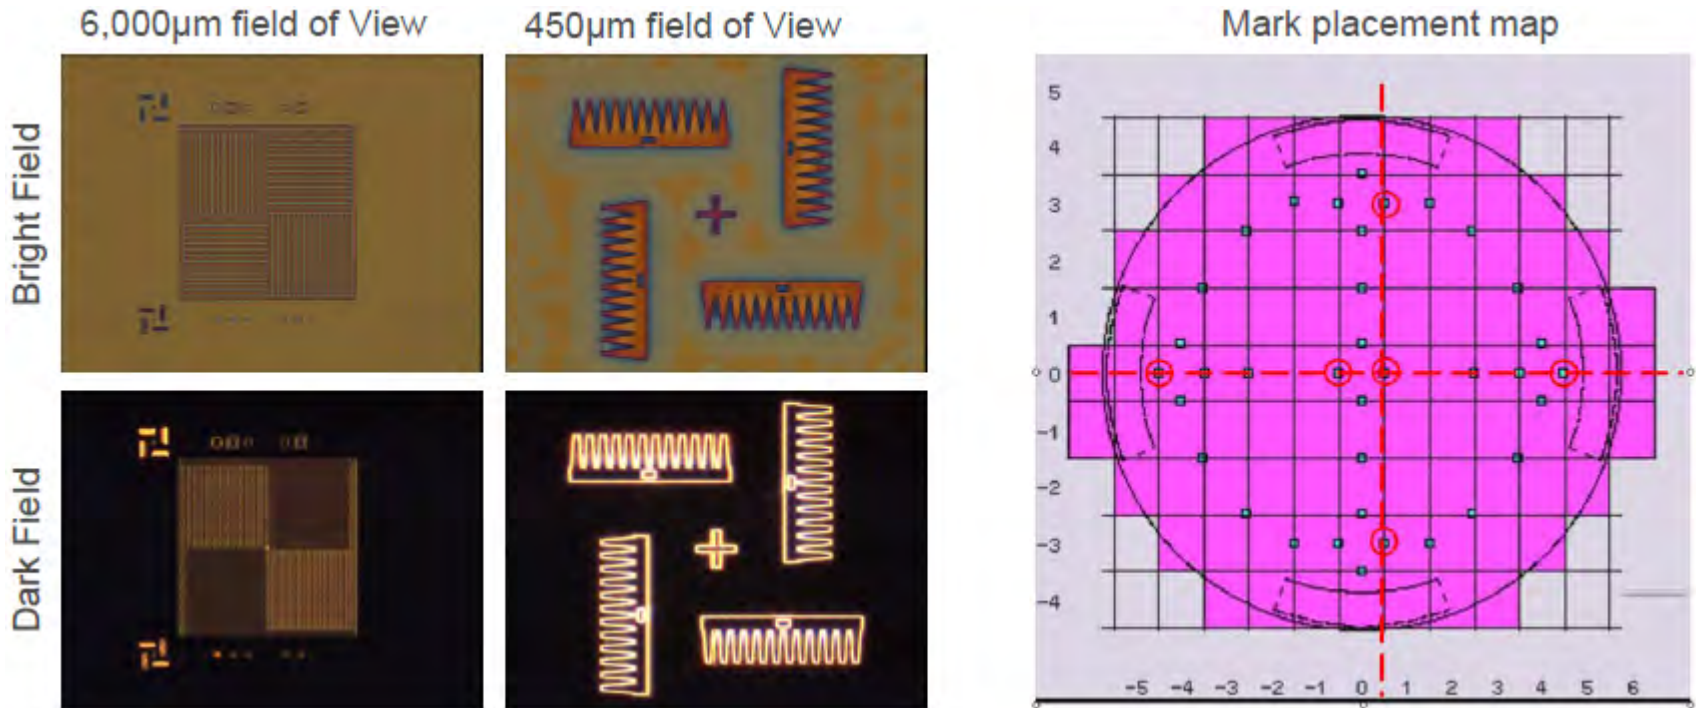 6,000µm field of View
450µm field of View
Mark placement map
Bright Field
Dark Field
5
4
3
2
1
0
-1
-2
-3
-4
-5 -4 -3 -2 -1 0 1 2 3 4 5 6